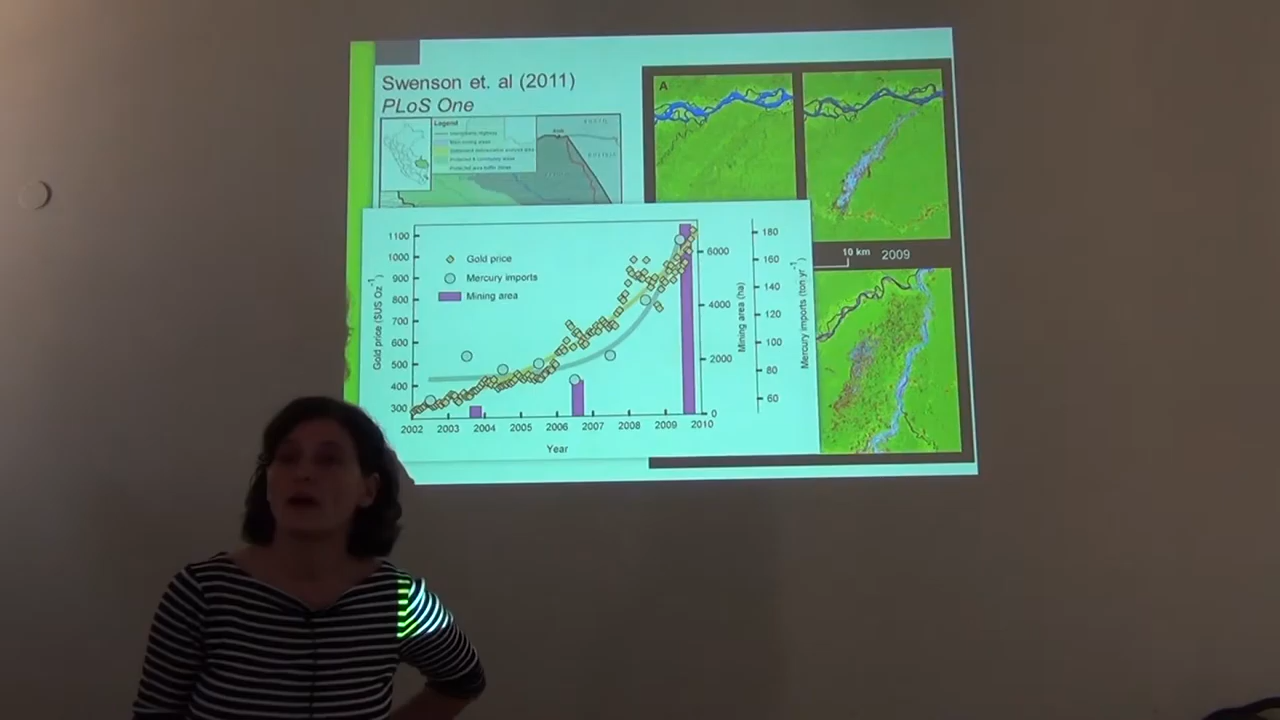 Swenson et. al (2011)
PLoS One
Legend
A
10 km
2009
Gold price ($US Oz⁻¹)
1100
1000
900
800
700
600
500
400
300
Gold price
Mercury imports
Mining area
6000
4000
2000
0
Mining area (ha)
180
160
140
120
100
80
60
Mercury imports (ton yr⁻¹)
2002 2003 2004 2005 2006 2007 2008 2009 2010
Year